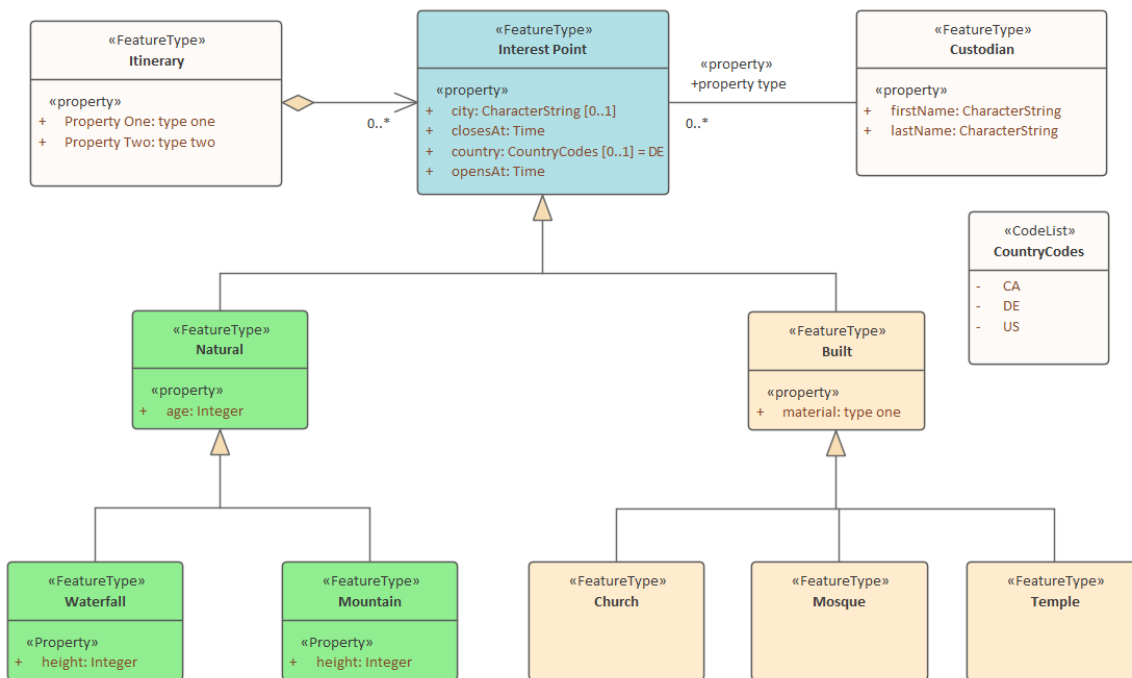 «FeatureType»
Itinerary
«property»
+ Property One: type one
+ Property Two: type two
0..*
«FeatureType»
Interest Point
«property»
+ city: CharacterString [0..1]
+ closesAt: Time
+ country: CountryCodes [0..1] = DE
+ opensAt: Time
«property»
+property type
0..*
«FeatureType»
Custodian
«property»
+ firstName: CharacterString
+ lastName: CharacterString
«CodeList»
CountryCodes
- CA
- DE
- US
«FeatureType»
Natural
«property»
+ age: Integer
«FeatureType»
Built
«property»
+ material: type one
«FeatureType»
Waterfall
«Property»
+ height: Integer
«FeatureType»
Mountain
«Property»
+ height: Integer
«FeatureType»
Church
«FeatureType»
Mosque
«FeatureType»
Temple